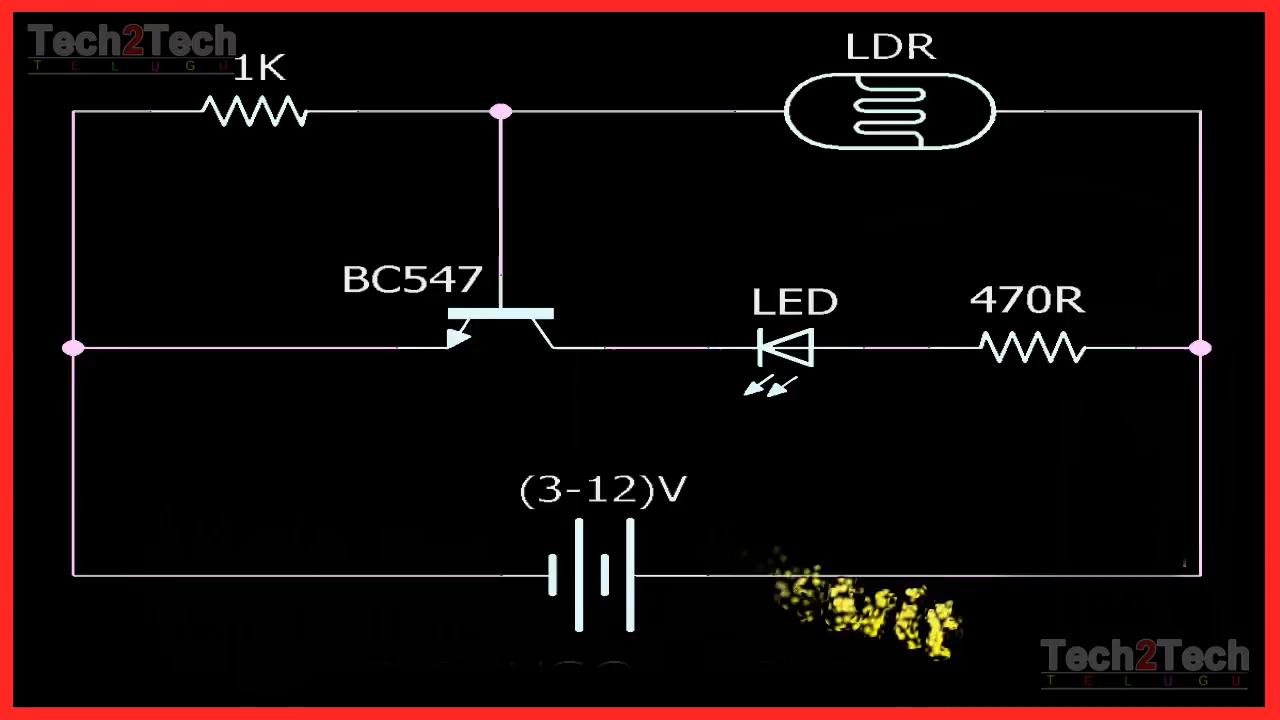 Tech2Tech
TELUGU
1K
LDR
BC547
LED
470R
(3-12)V
Tech2Tech
TELUGU